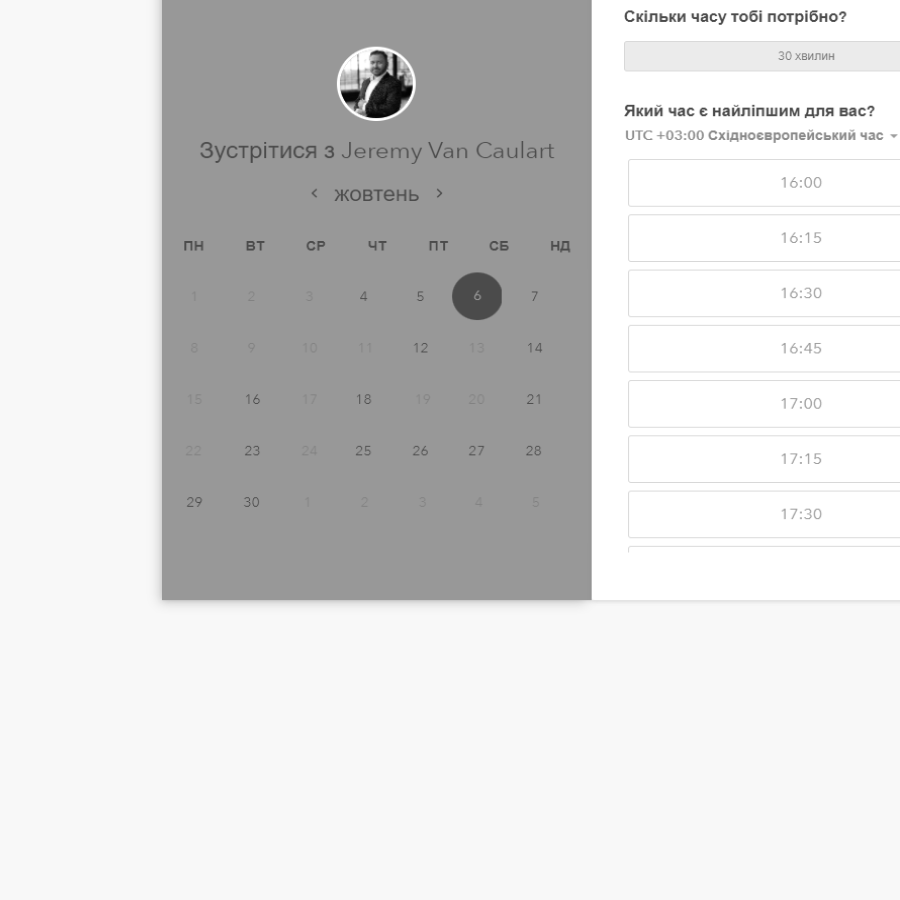 Зустрітися з Jeremy Van Caulart
‹ жовтень ›
ПН ВТ СР ЧТ ПТ СБ НД
1 2 3 4 5 6 7
8 9 10 11 12 13 14
15 16 17 18 19 20 21
22 23 24 25 26 27 28
29 30 1 2 3 4 5
Скільки часу тобі потрібно?
30 хвилин
Який час є найліпшим для вас?
UTC +03:00 Східноєвропейський час
16:00
16:15
16:30
16:45
17:00
17:15
17:30